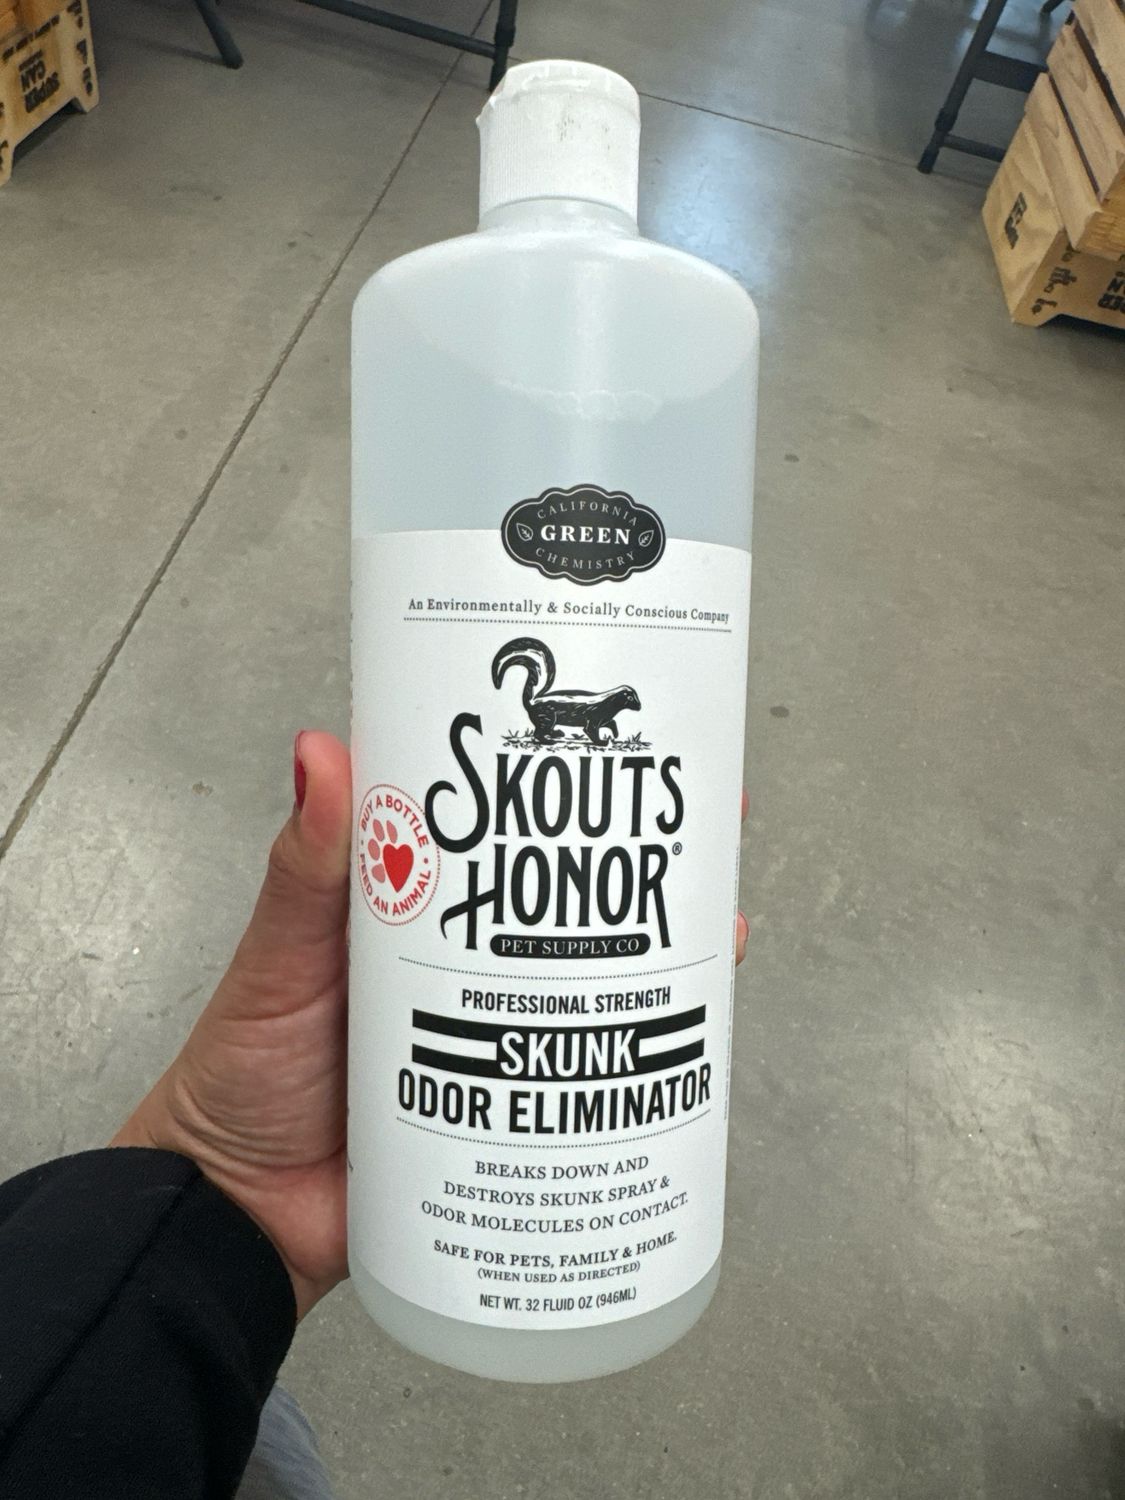 SUPER
CAN
CALIFORNIA
GREEN
CHEMISTRY
An Environmentally & Socially Conscious Company
SKOUTS
HONOR®
PET SUPPLY CO
BUY A BOTTLE
FEED AN ANIMAL
PROFESSIONAL STRENGTH
SKUNK
ODOR ELIMINATOR
BREAKS DOWN AND
DESTROYS SKUNK SPRAY &
ODOR MOLECULES ON CONTACT.
SAFE FOR PETS, FAMILY & HOME.
(WHEN USED AS DIRECTED)
NET WT. 32 FLUID OZ (946ML)